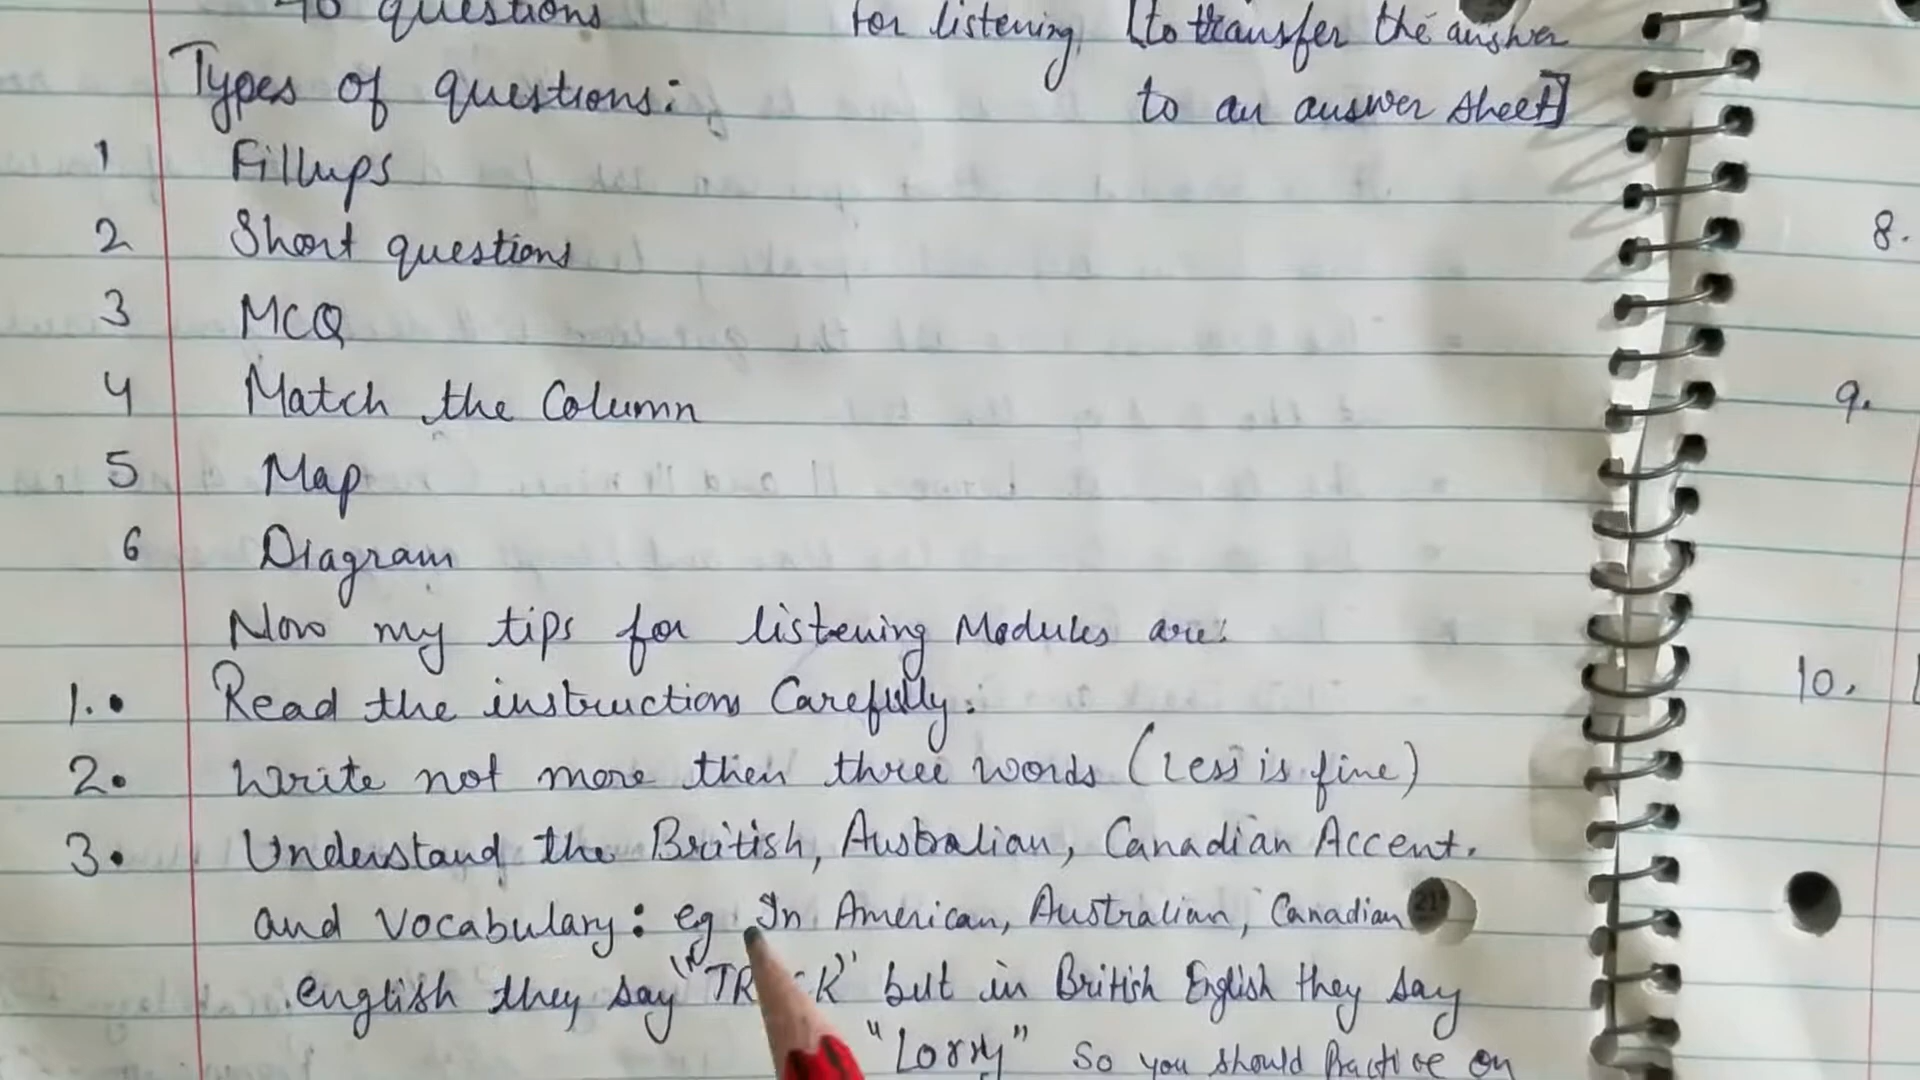 40 questions for listening [to transfer the answer
Types of questions: to an answer sheet]
1 Fillups
2 Short questions
3 MCQ
4 Match the Column
5 Map
6 Diagram
Now my tips for listening Modules are:
1. Read the instructions Carefully:
2. Write not more then three words (Less is fine)
3. Understand the British, Australian, Canadian Accent.
and Vocabulary: eg In American, Australian, Canadian
english they say "TR K" but in British English they say
"Lorry" So you should Practice on
8.
9.
10.